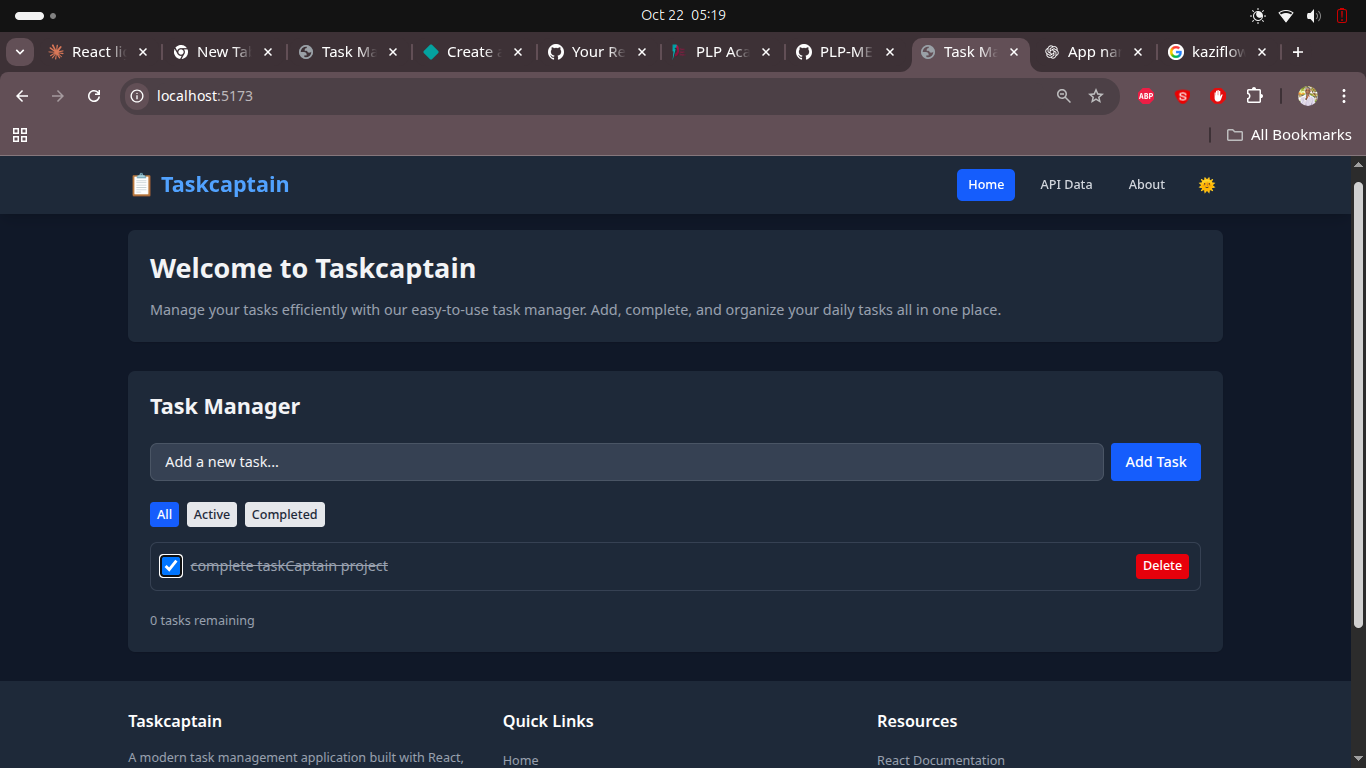 Oct 22 05:19
React li
New Ta
Task Ma
Create a
Your Re
PLP Aca
PLP-ME
Task Ma
App na
kaziflow
localhost:5173
ABP
S
All Bookmarks
📋 Taskcaptain
Home
API Data
About
🌞
Welcome to Taskcaptain
Manage your tasks efficiently with our easy-to-use task manager. Add, complete, and organize your daily tasks all in one place.
Task Manager
Add a new task...
Add Task
All
Active
Completed
complete taskCaptain project
Delete
0 tasks remaining
Taskcaptain
Quick Links
Resources
A modern task management application built with React,
Home
React Documentation